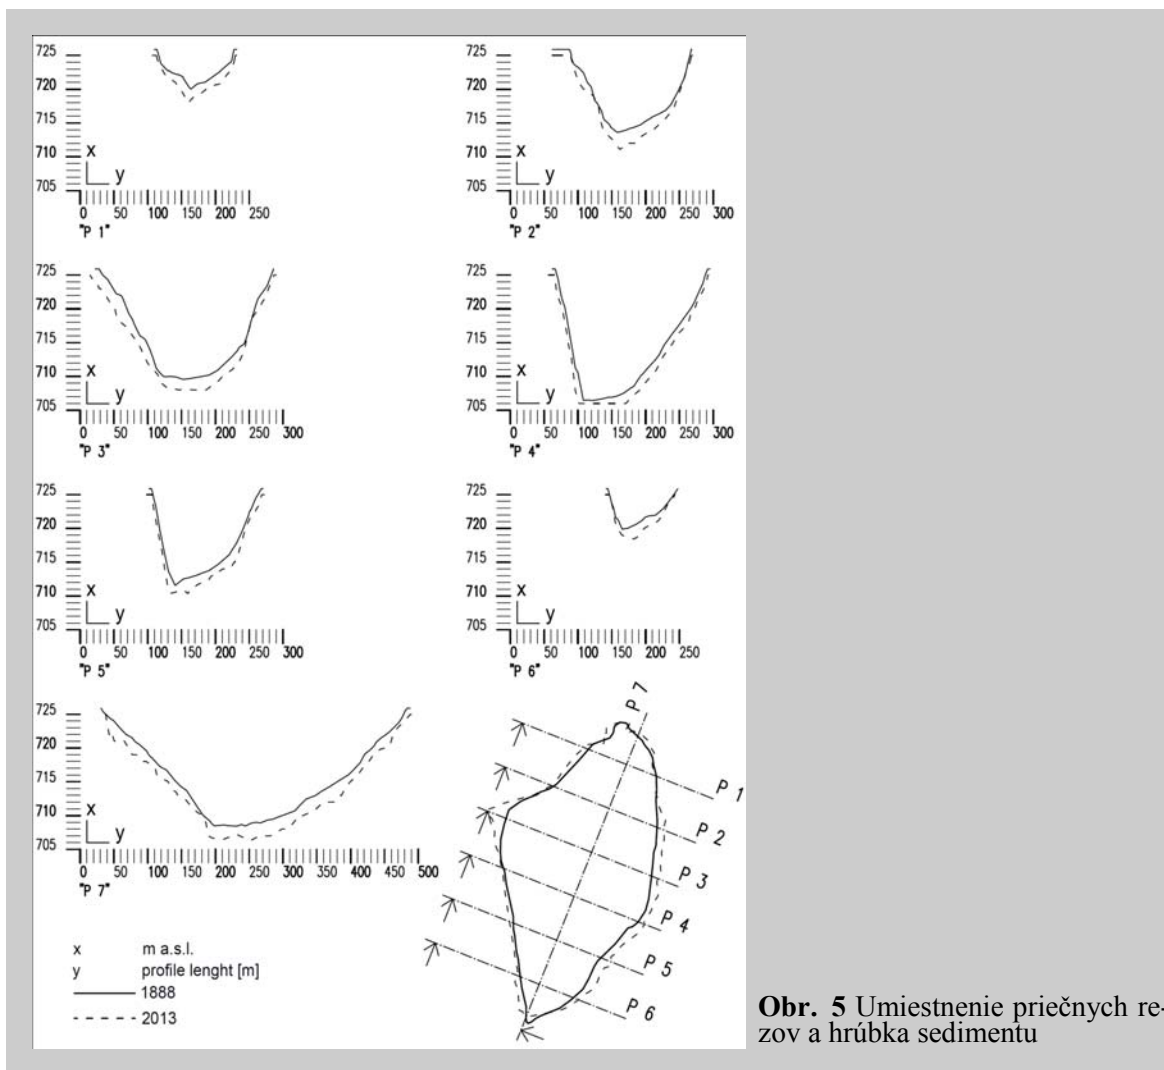 725
720
715
710
705
x
y
0 50 100 150 200 250
"P 1"
725
720
715
710
705
x
y
0 50 100 150 200 250 300
"P 2"
725
720
715
710
705
x
y
0 50 100 150 200 250 300
"P 3"
725
720
715
710
705
x
y
0 50 100 150 200 250 300
"P 4"
725
720
715
710
705
x
y
0 50 100 150 200 250 300
"P 5"
725
720
715
710
705
x
y
0 50 100 150 200 250
"P 6"
725
720
715
710
705
x
y
0 50 100 150 200 250 300 350 400 450 500
"P 7"
P 7
P 1
P 2
P 3
P 4
P 5
P 6
x m a.s.l.
y profile lenght [m]
1888
2013
Obr. 5 Umiestnenie priečnych re-
zov a hrúbka sedimentu